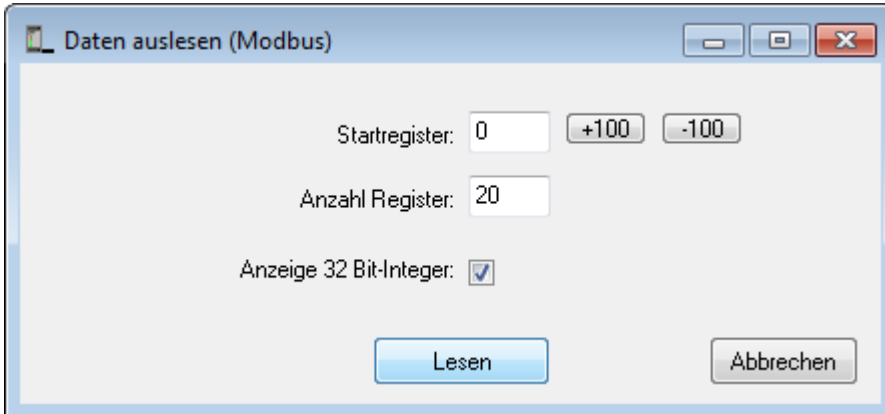 Daten auslesen (Modbus)
Startregister: 0 +100 -100
Anzahl Register: 20
Anzeige 32 Bit-Integer:
Lesen Abbrechen